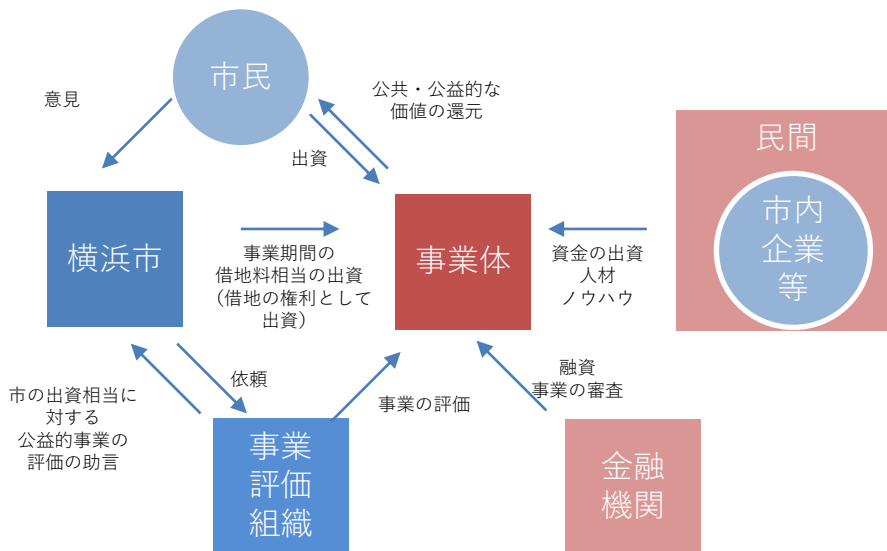 市民
意見
公共・公益的な
価値の還元
出資
民間
市内
企業
等
横浜市
事業体
事業期間の
借地料相当の出資
（借地の権利として
出資）
資金の出資
人材
ノウハウ
依頼
融資
事業の審査
市の出資相当に
対する
公益的事業の
評価の助言
事業の評価
事業
評価
組織
金融
機関